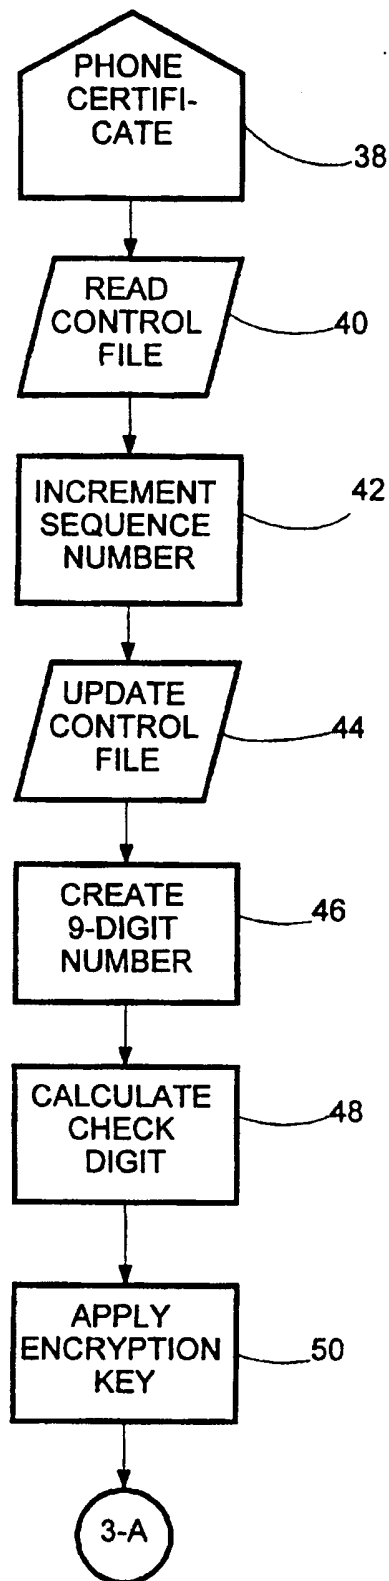 PHONE
CERTIFI-
CATE
38
READ
CONTROL
FILE
40
INCREMENT
SEQUENCE
NUMBER
42
UPDATE
CONTROL
FILE
44
CREATE
9-DIGIT
NUMBER
46
CALCULATE
CHECK
DIGIT
48
APPLY
ENCRYPTION
KEY
50
3-A